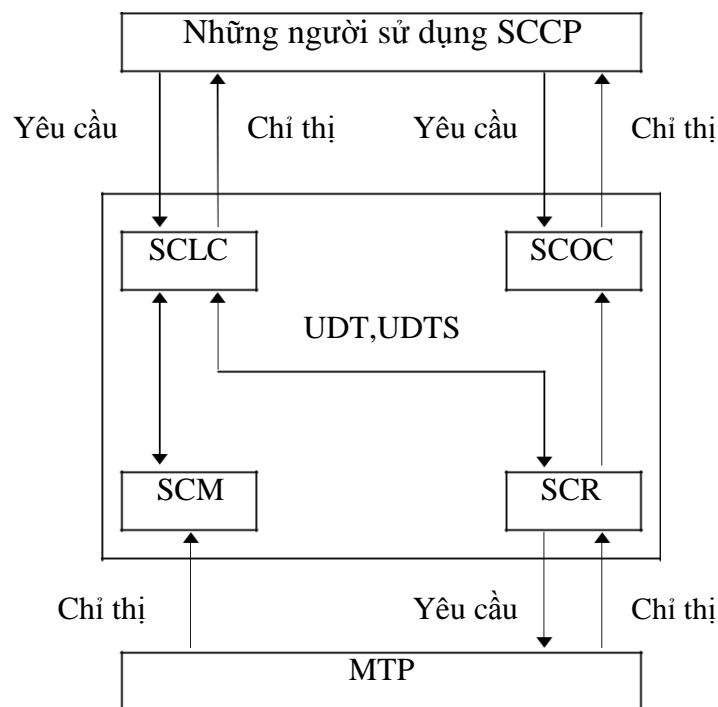 Những người sử dụng SCCP
Yêu cầu
Chỉ thị
Yêu cầu
Chỉ thị
SCLC
SCOC
UDT,UDTS
SCM
SCR
Chỉ thị
Yêu cầu
Chỉ thị
MTP